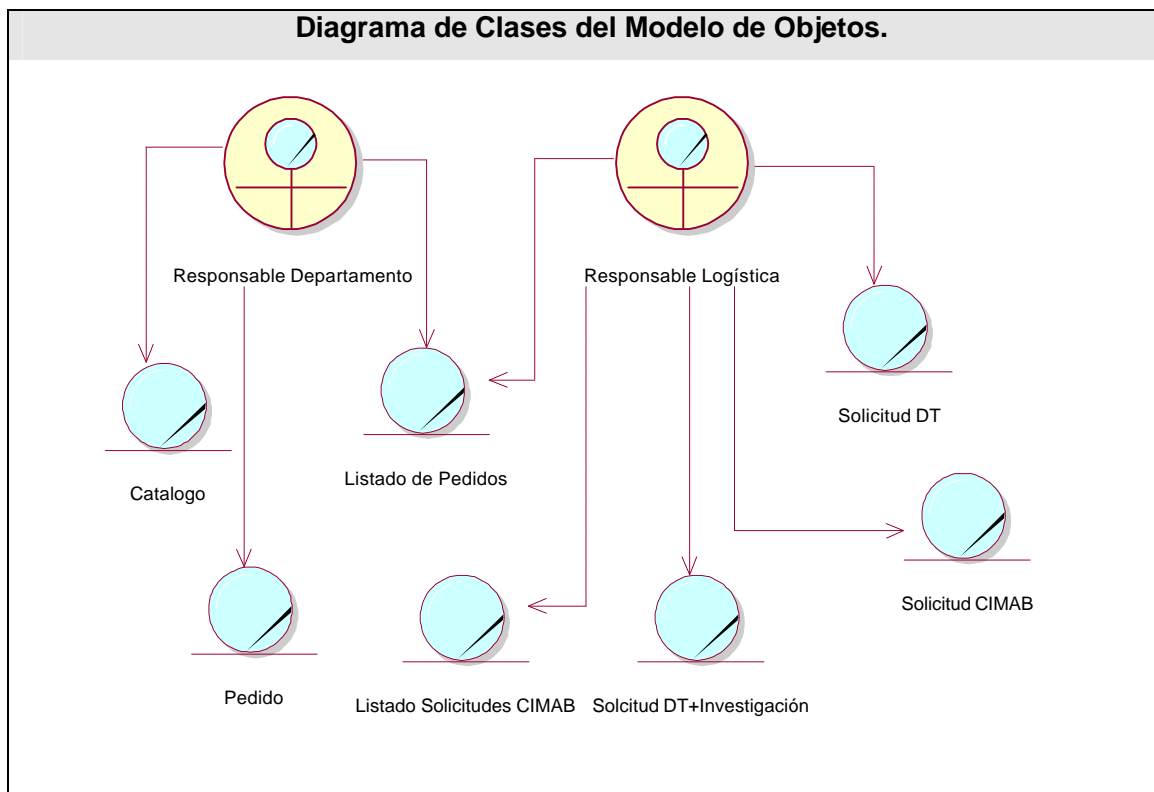 Diagrama de Clases del Modelo de Objetos.
Responsable Departamento
Responsable Logística
Solicitud DT
Listado de Pedidos
Catalogo
Solicitud CIMAB
Pedido
Listado Solicitudes CIMAB
Solcitud DT+Investigación